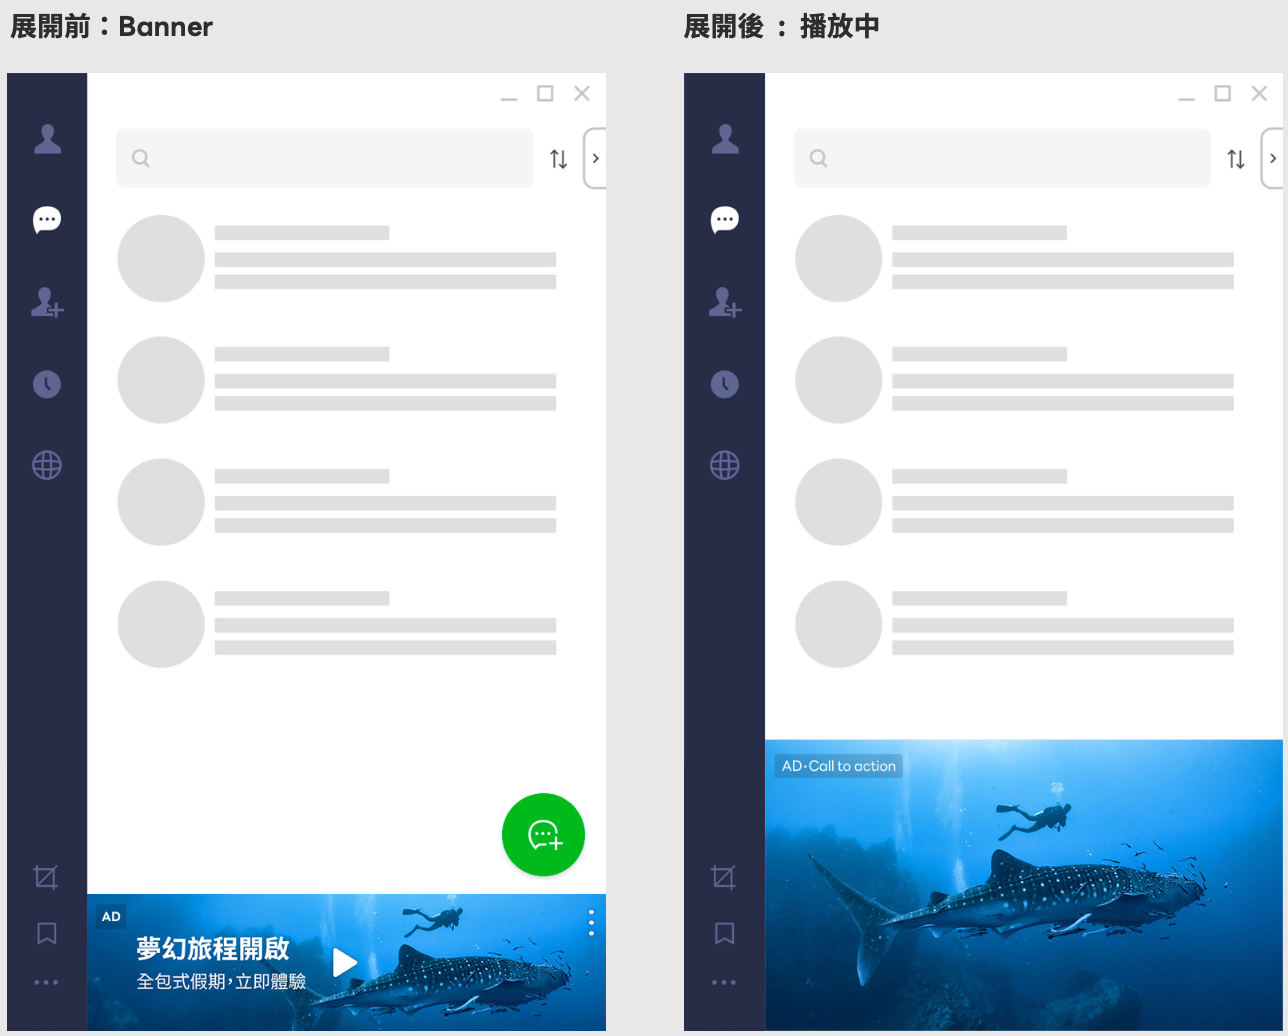 展開前：Banner
AD
夢幻旅程開啟
全包式假期，立即體驗
展開後 : 播放中
AD·Call to action